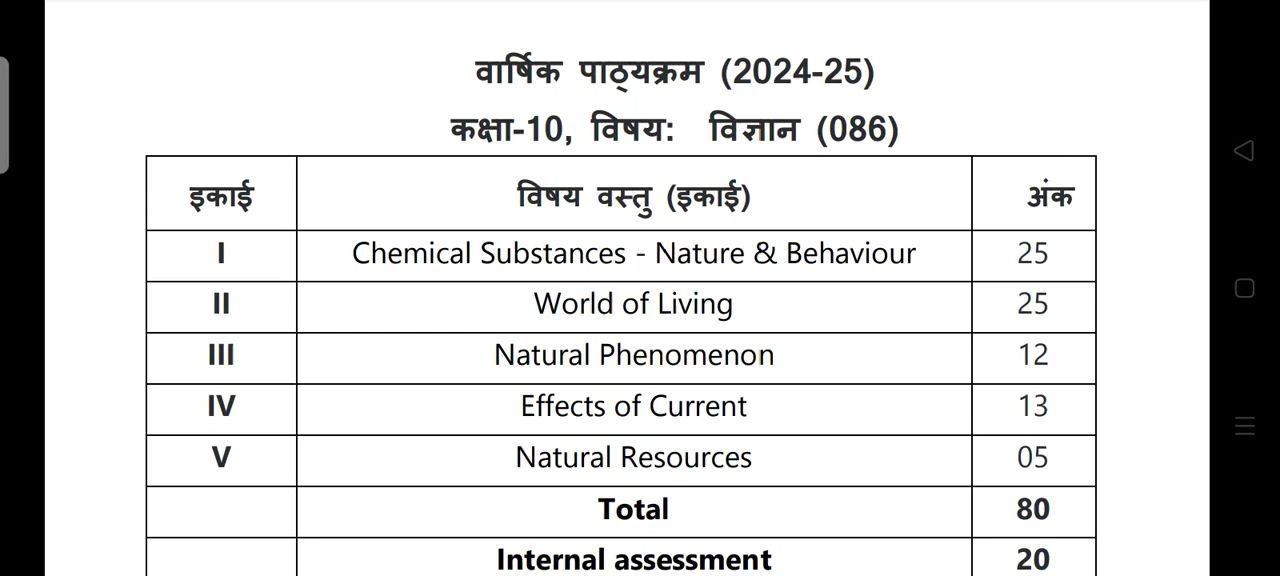 वार्षिक पाठ्यक्रम (2024-25)
कक्षा-10, विषय: विज्ञान (086)
इकाई विषय वस्तु (इकाई) अंक
I Chemical Substances - Nature & Behaviour 25
II World of Living 25
III Natural Phenomenon 12
IV Effects of Current 13
V Natural Resources 05
Total 80
Internal assessment 20